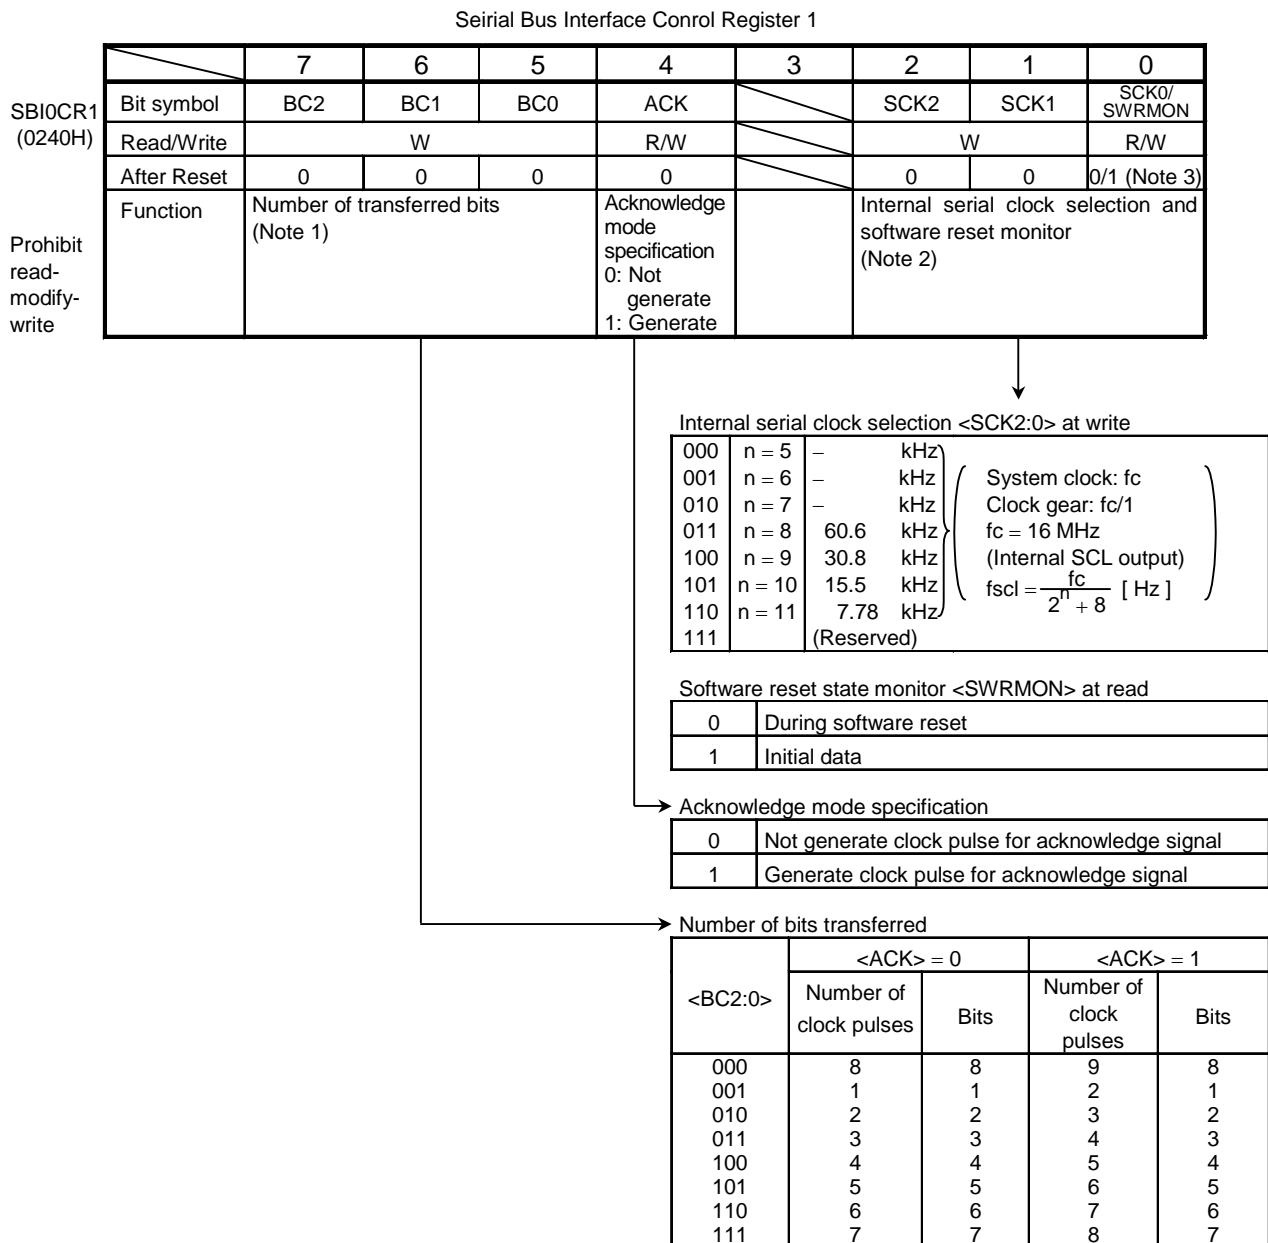 Seirial Bus Interface Conrol Register 1
7 6 5 4 3 2 1 0
SBI0CR1
(0240H)
Bit symbol BC2 BC1 BC0 ACK SCK2 SCK1 SCK0/
SWRMON
Read/Write W R/W W R/W
After Reset 0 0 0 0 0 0 0/1 (Note 3)
Prohibit
read-
modify-
write
Function
Number of transferred bits
(Note 1)
Acknowledge
mode
specification
0: Not
generate
1: Generate
Internal serial clock selection and
software reset monitor
(Note 2)
Internal serial clock selection <SCK2:0> at write
000 n = 5 – kHz
001 n = 6 – kHz
010 n = 7 – kHz
011 n = 8 60.6 kHz
100 n = 9 30.8 kHz
101 n = 10 15.5 kHz
110 n = 11 7.78 kHz
111 (Reserved)
System clock: fc
Clock gear: fc/1
fc = 16 MHz
(Internal SCL output)
fscl = fc / 2^n + 8 [ Hz ]
Software reset state monitor <SWRMON> at read
0 During software reset
1 Initial data
Acknowledge mode specification
0 Not generate clock pulse for acknowledge signal
1 Generate clock pulse for acknowledge signal
Number of bits transferred
<BC2:0>
<ACK> = 0 <ACK> = 1
Number of
clock pulses
Bits
Number of
clock
pulses
Bits
000 8 8 9 8
001 1 1 2 1
010 2 2 3 2
011 3 3 4 3
100 4 4 5 4
101 5 5 6 5
110 6 6 7 6
111 7 7 8 7